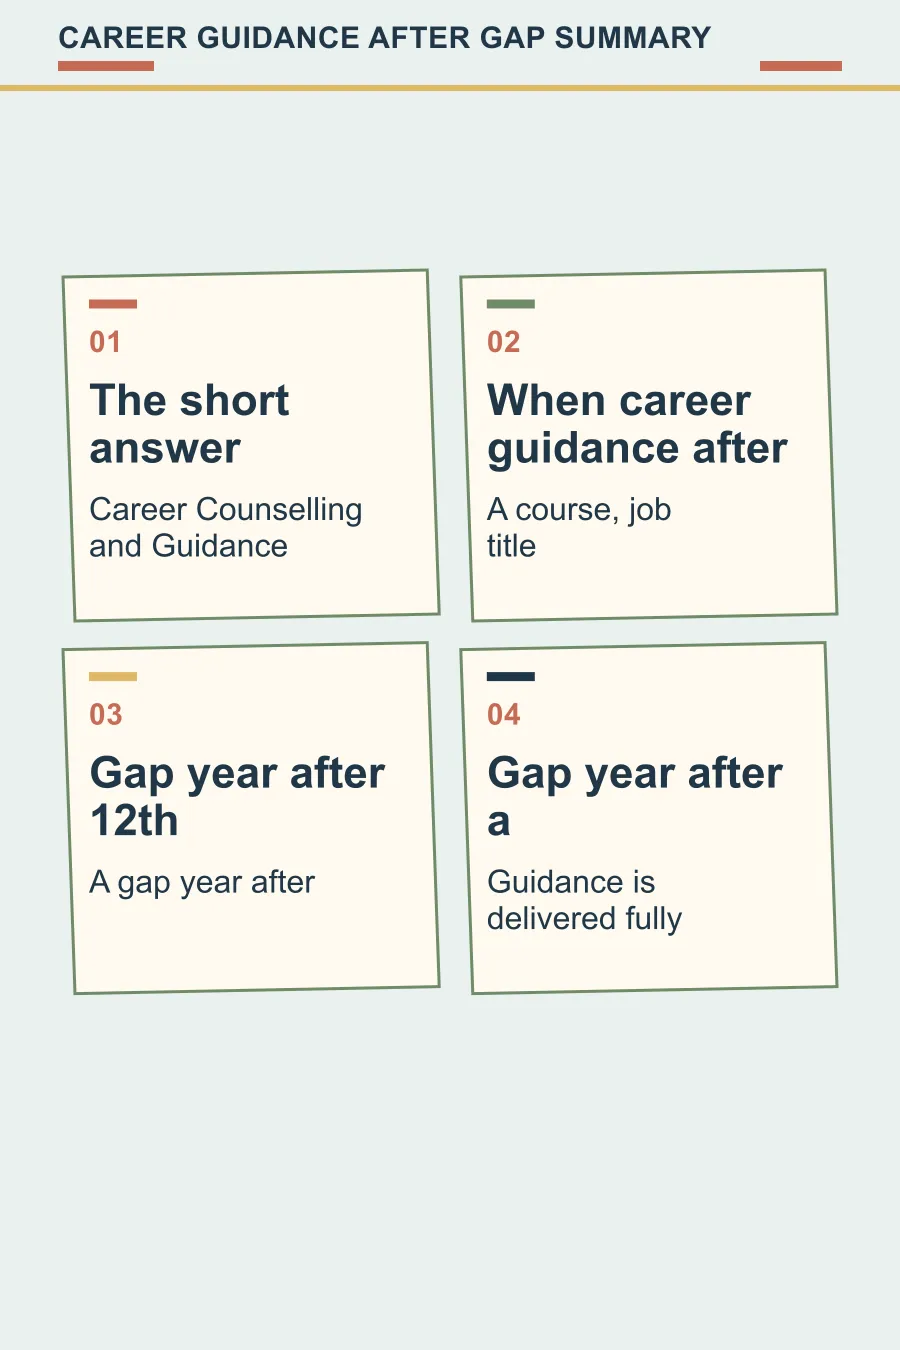 CAREER GUIDANCE AFTER GAP SUMMARY
01
The short
answer
Career Counselling
and Guidance
02
When career
guidance after
A course, job
title
03
Gap year after
12th
A gap year after
04
Gap year after
a
Guidance is
delivered fully